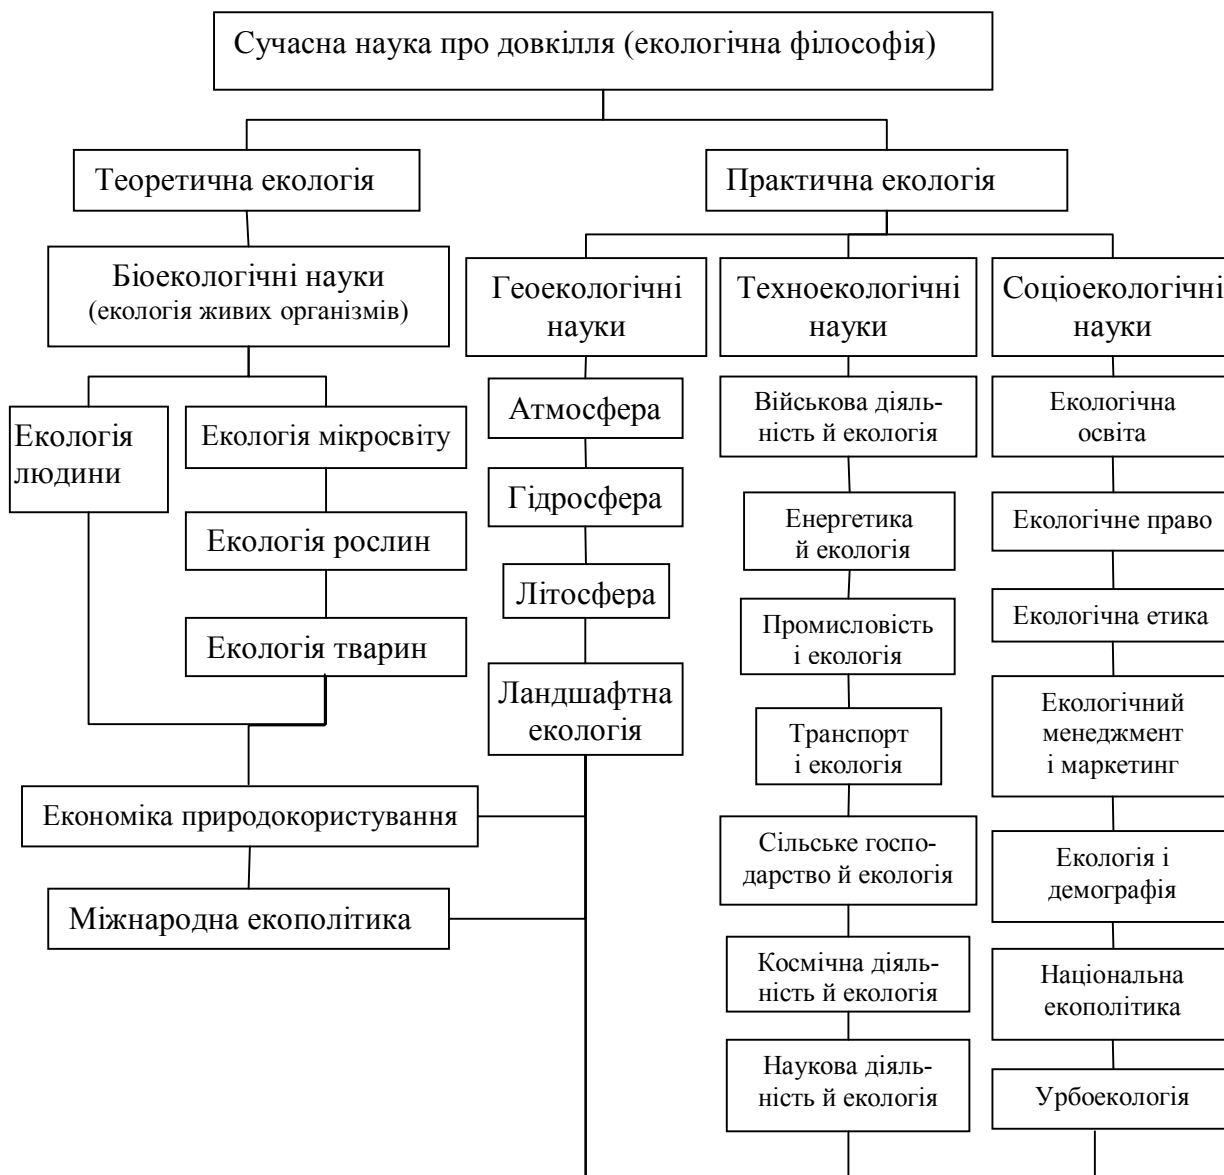 Сучасна наука про довкілля (екологічна філософія)
Теоретична екологія
Практична екологія
Біоекологічні науки
(екологія живих організмів)
Екологія
людини
Екологія мікросвіту
Екологія рослин
Екологія тварин
Економіка природокористування
Міжнародна екополітика
Геоекологічні
науки
Атмосфера
Гідросфера
Літосфера
Ландшафтна
екологія
Техноекологічні
науки
Військова діяль-
ність й екологія
Енергетика
й екологія
Промисловість
і екологія
Транспорт
і екологія
Сільське госпо-
дарство й екологія
Космічна діяль-
ність й екологія
Наукова діяль-
ність й екологія
Соціоекологічні
науки
Екологічна
освіта
Екологічне право
Екологічна етика
Екологічний
менеджмент
і маркетинг
Екологія і
демографія
Національна
екополітика
Урбоекологія